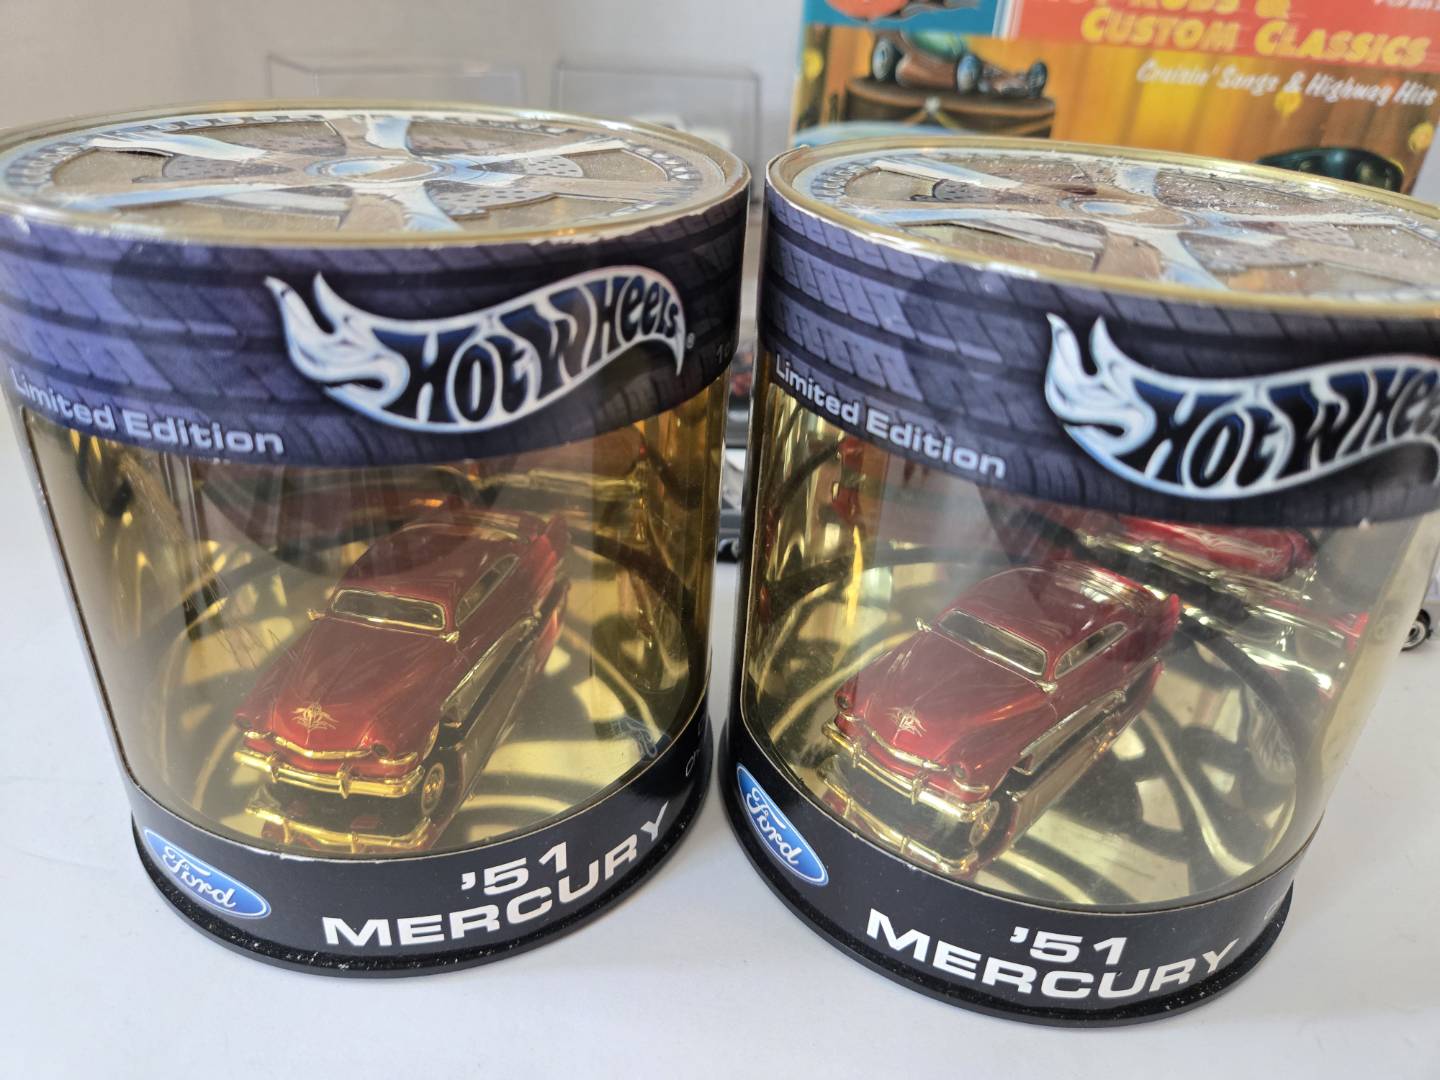 CUSTOM CLASSICS
Cruisin' Songs & Highway Hits
HOT WHEELS®
Limited Edition
Ford
'51
MERCURY
HOT WHEELS
Limited Edition
Ford
'51
MERCURY